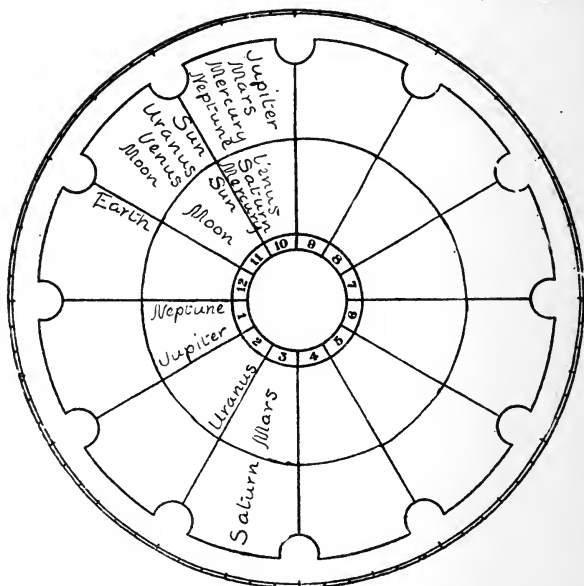 Jupiter
Mars
Mercury
Neptune
Sun
Uranus
Venus
Moon
Earth
Venus
Saturn
Mercury
Sun
Moon
Neptune
Jupiter
Uranus
Mars
Saturn
10
9
8
7
6
5
4
3
2
1
12
11